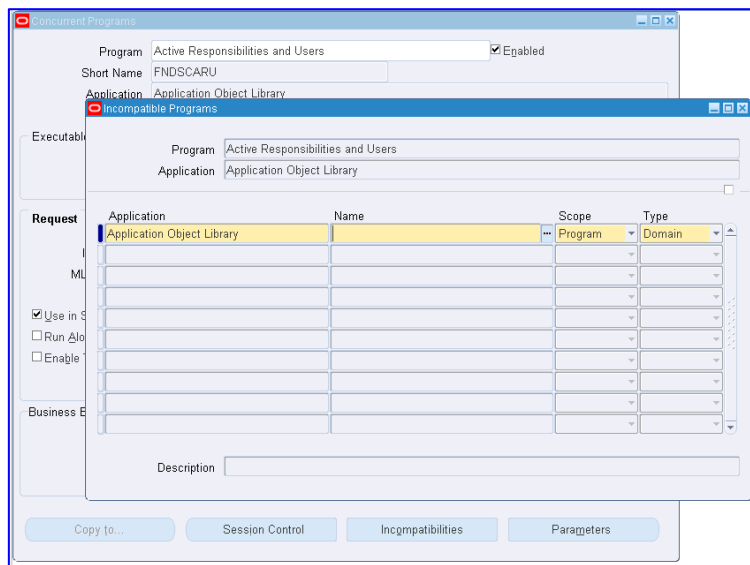 Concurrent Programs
Program Active Responsibilities and Users Enabled
Short Name FNDSCARU
Application Application Object Library
Incompatible Programs
Program Active Responsibilities and Users
Application Application Object Library
Executable
Request
Application Name Scope Type
Application Object Library Program Domain
ML
Use in S
Run Alo
Enable T
Business E
Description
Copy to...
Session Control
Incompatibilities
Parameters